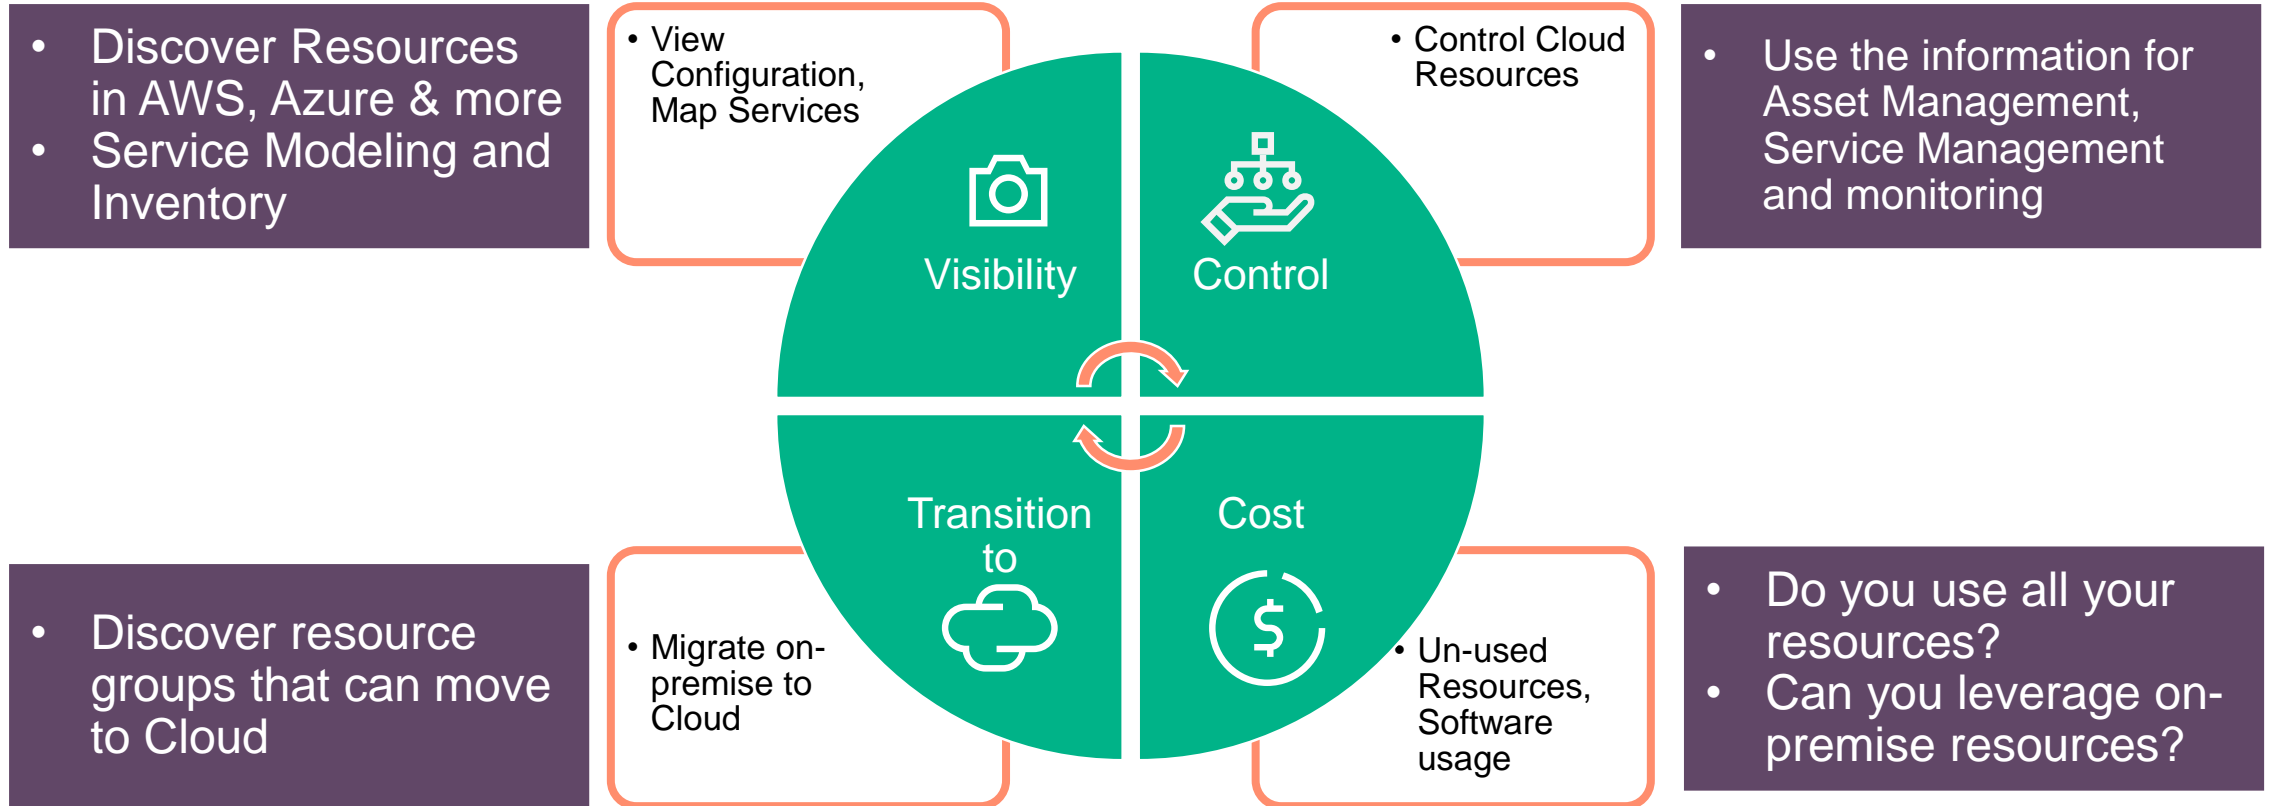 • Discover Resources
in AWS, Azure & more
• Service Modeling and
Inventory
• View
Configuration,
Map Services
Visibility
• Control Cloud
Resources
Control
• Use the information for
Asset Management,
Service Management
and monitoring
• Discover resource
groups that can move
to Cloud
• Migrate on-
premise to
Cloud
Transition
to
Cost
$
• Un-used
Resources,
Software
usage
• Do you use all your
resources?
• Can you leverage on-
premise resources?